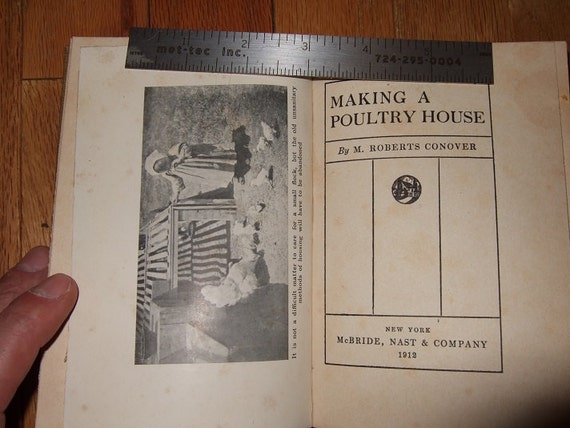 met-tec inc.
1 2 3 4 5
724-295-0004
It is not a difficult matter to care for a small flock, but the old unsanitary
methods of housing will have to be abandoned
MAKING A
POULTRY HOUSE
By M. ROBERTS CONOVER
NEW YORK
McBRIDE, NAST & COMPANY
1912